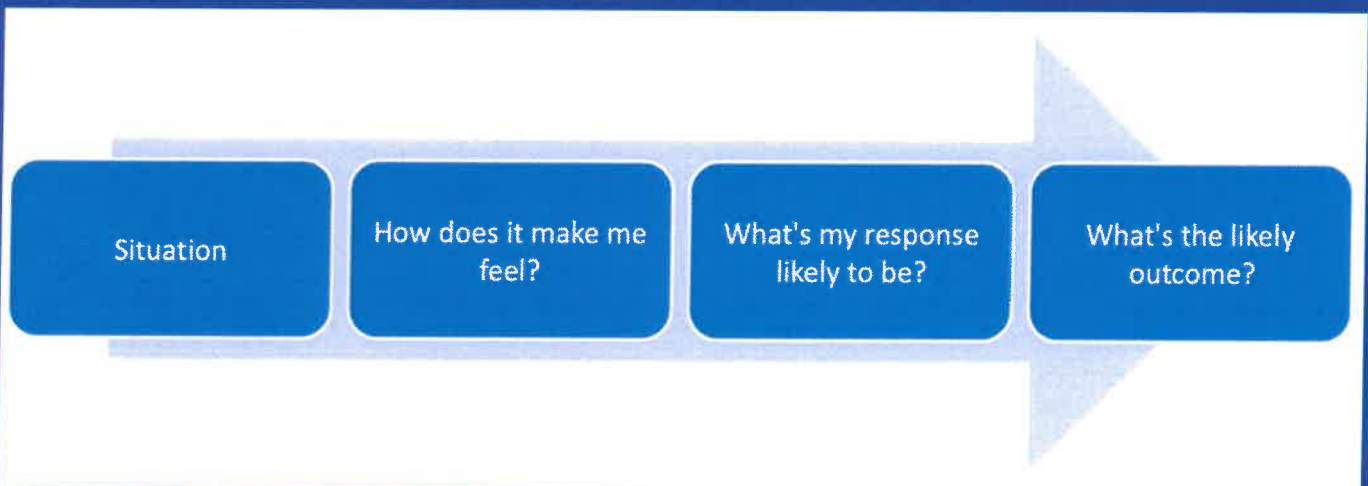 Situation
How does it make me
feel?
What's my response
likely to be?
What's the likely
outcome?